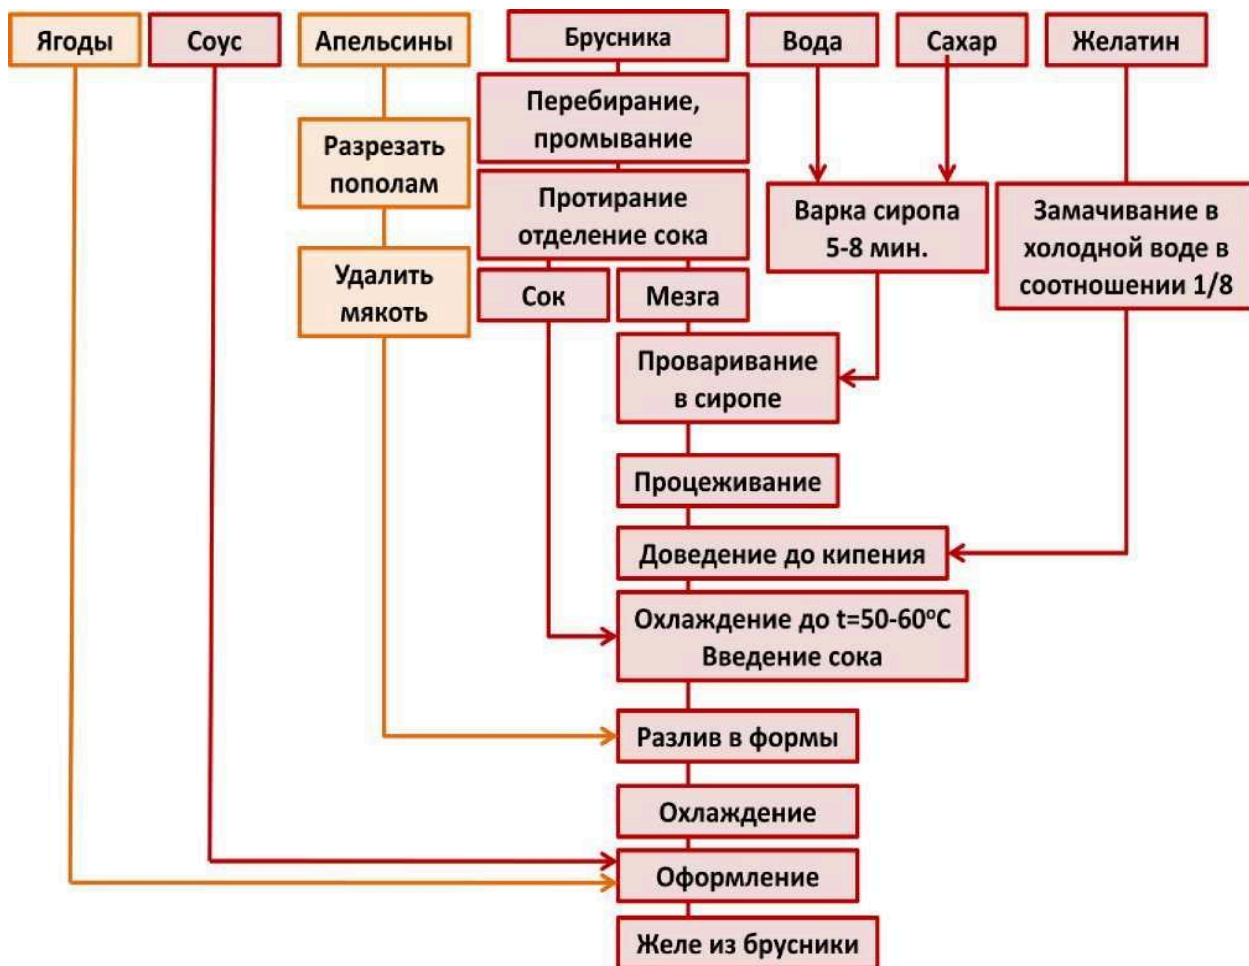 Ягоды
Соус
Апельсины
Брусника
Вода
Сахар
Желатин
Перебирание,
промывание
Разрезать
пополам
Протирание
отделение сока
Варка сиропа
5-8 мин.
Замачивание в
холодной воде в
соотношении 1/8
Удалить
мякоть
Сок
Мезга
Проваривание
в сиропе
Процеживание
Доведение до кипения
Охлаждение до t=50-60°С
Введение сока
Разлив в формы
Охлаждение
Оформление
Желе из брусники